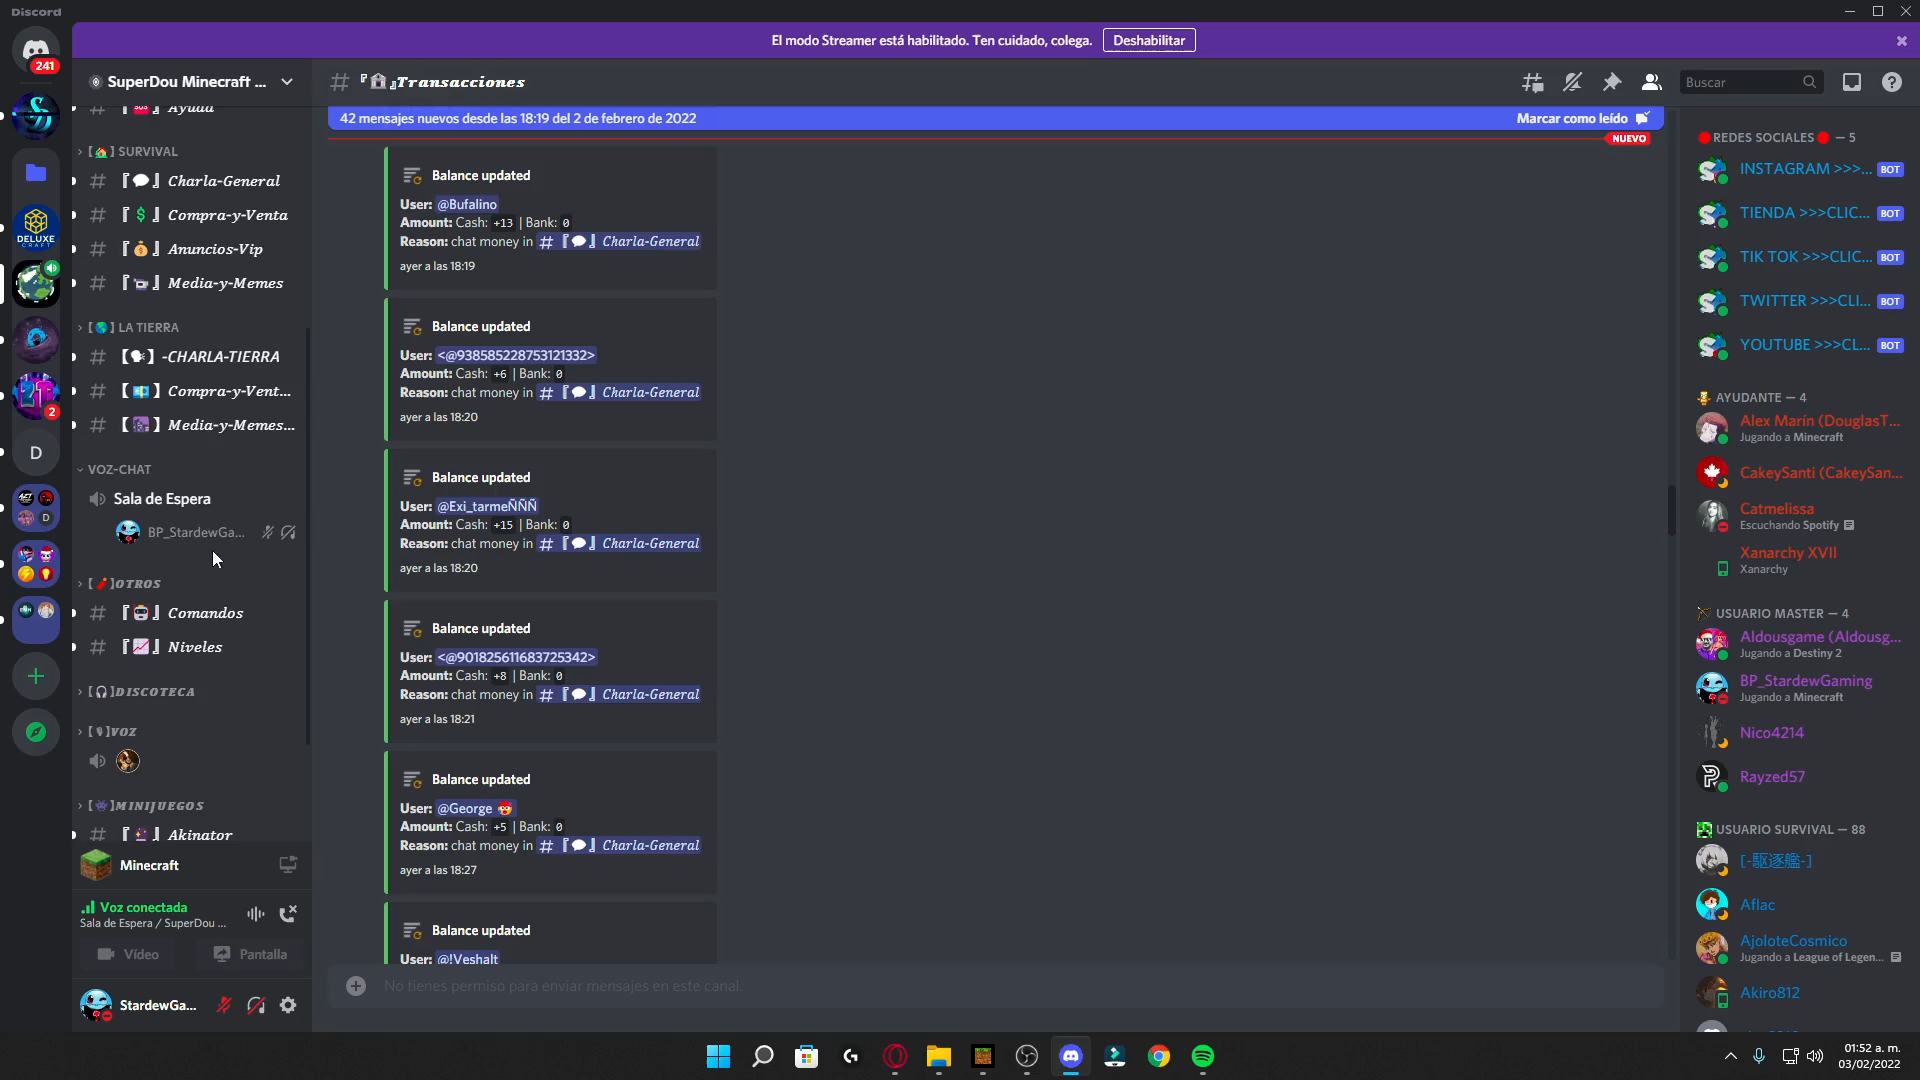 Discord
El modo Streamer está habilitado. Ten cuidado, colega. Deshabilitar
241
SuperDou Minecraft ...
Ayuda
[🏠] SURVIVAL
『💬』 Charla-General
『💲』 Compra-y-Venta
『💰』 Anuncios-Vip
『📹』 Media-y-Memes
[🌎] LA TIERRA
【🗣】 -CHARLA-TIERRA
【💶】 Compra-y-Vent...
Media-y-Memes...
VOZ-CHAT
Sala de Espera
BP_StardewGa...
[🧨]OTROS
『🤖』 Comandos
『📈』 Niveles
[🎧]DISCOTECA
[🎙]VOZ
[👾]MINIJUEGOS
『🔮』 Akinator
DELUXE
CRAFT
2
D
D
Minecraft
Voz conectada
Sala de Espera / SuperDou ...
Vídeo Pantalla
StardewGa...
# 『🏠』Transacciones
Buscar
42 mensajes nuevos desde las 18:19 del 2 de febrero de 2022 Marcar como leído
NUEVO
Balance updated
User: @Bufalino
Amount: Cash: +13 | Bank: 0
Reason: chat money in # 『💬』 Charla-General
ayer a las 18:19
Balance updated
User: <@938585228753121332>
Amount: Cash: +6 | Bank: 0
Reason: chat money in # 『💬』 Charla-General
ayer a las 18:20
Balance updated
User: @Exi_tarmeÑÑÑ
Amount: Cash: +15 | Bank: 0
Reason: chat money in # 『💬』 Charla-General
ayer a las 18:20
Balance updated
User: <@901825611683725342>
Amount: Cash: +8 | Bank: 0
Reason: chat money in # 『💬』 Charla-General
ayer a las 18:21
Balance updated
User: @George
Amount: Cash: +5 | Bank: 0
Reason: chat money in # 『💬』 Charla-General
ayer a las 18:27
Balance updated
User: @!Veshalt
No tienes permiso para enviar mensajes en este canal.
🔴REDES SOCIALES🔴 — 5
INSTAGRAM >>>... BOT
TIENDA >>>CLIC... BOT
TIK TOK >>>CLIC... BOT
TWITTER >>>CLI... BOT
YOUTUBE >>>CL... BOT
AYUDANTE — 4
Alex Marín (DouglasT...
Jugando a Minecraft
CakeySanti (CakeySan...
Catmelissa
Escuchando Spotify
Xanarchy XVII
Xanarchy
USUARIO MASTER — 4
Aldousgame (Aldousg...
Jugando a Destiny 2
BP_StardewGaming
Jugando a Minecraft
Nico4214
Rayzed57
USUARIO SURVIVAL — 88
[-駆逐艦-]
Aflac
AjoloteCosmico
Jugando a League of Legen...
Akiro812
01:52 a. m.
03/02/2022